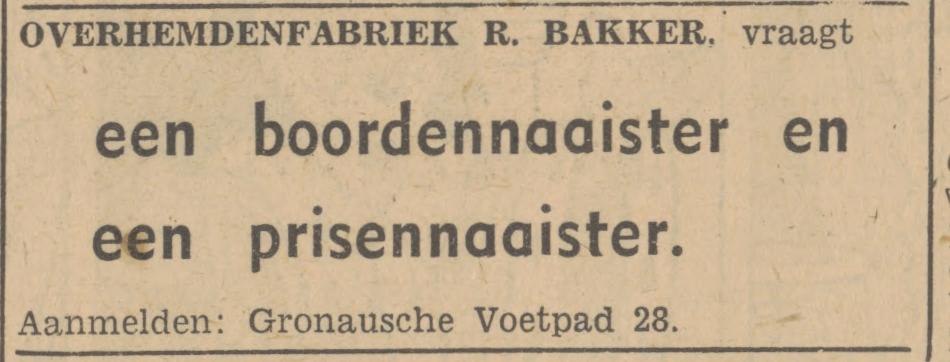 OVERHEMDENFABRIEK R. BAKKER, vraagt
een boordennaaister en
een prisennaaister.
Aanmelden: Gronausche Voetpad 28.